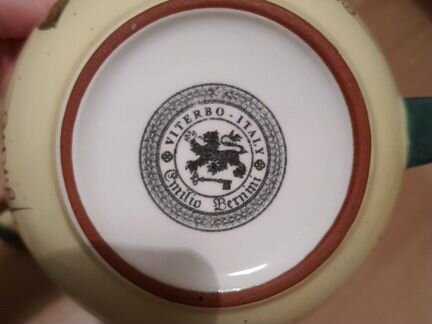 VITERBO - ITALY
Emilio Bernini